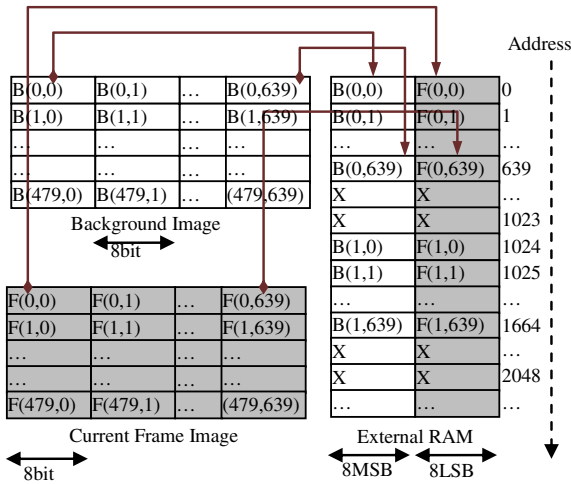 Address
B(0,0) B(0,1) … B(0,639)
B(1,0) B(1,1) … B(1,639)
… … … …
… … … …
B(479,0) B(479,1) … (479,639)
Background Image
8bit
F(0,0) F(0,1) … F(0,639)
F(1,0) F(1,1) … F(1,639)
… … … …
… … … …
F(479,0) F(479,1) … (479,639)
Current Frame Image
8bit
B(0,0) F(0,0) 0
B(0,1) F(0,1) 1
… … …
B(0,639) F(0,639) 639
X X …
X X 1023
B(1,0) F(1,0) 1024
B(1,1) F(1,1) 1025
… … …
B(1,639) F(1,639) 1664
X X …
X X 2048
… … …
External RAM
8MSB 8LSB